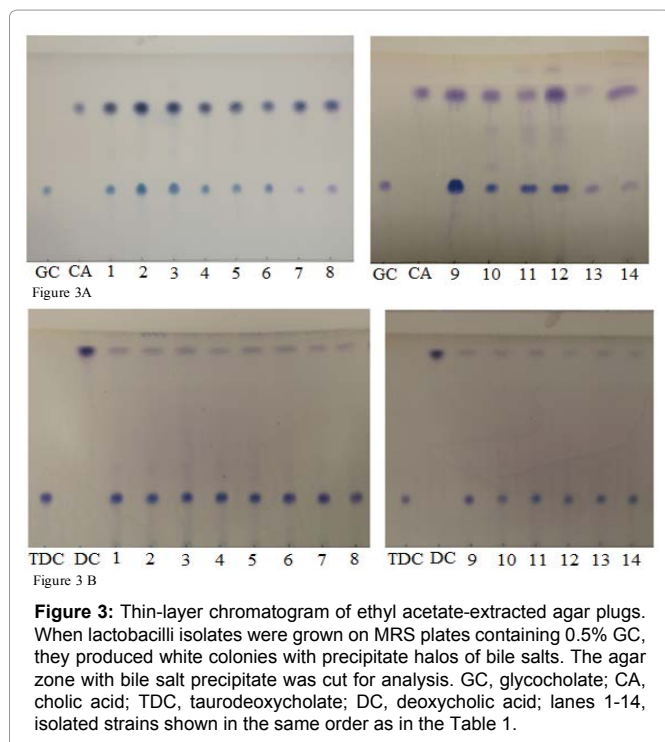 GC CA 1 2 3 4 5 6 7 8
Figure 3A
GC CA 9 10 11 12 13 14
TDC DC 1 2 3 4 5 6 7 8
Figure 3 B
TDC DC 9 10 11 12 13 14
Figure 3: Thin-layer chromatogram of ethyl acetate-extracted agar plugs.
When lactobacilli isolates were grown on MRS plates containing 0.5% GC,
they produced white colonies with precipitate halos of bile salts. The agar
zone with bile salt precipitate was cut for analysis. GC, glycocholate; CA,
cholic acid; TDC, taurodeoxycholate; DC, deoxycholic acid; lanes 1-14,
isolated strains shown in the same order as in the Table 1.